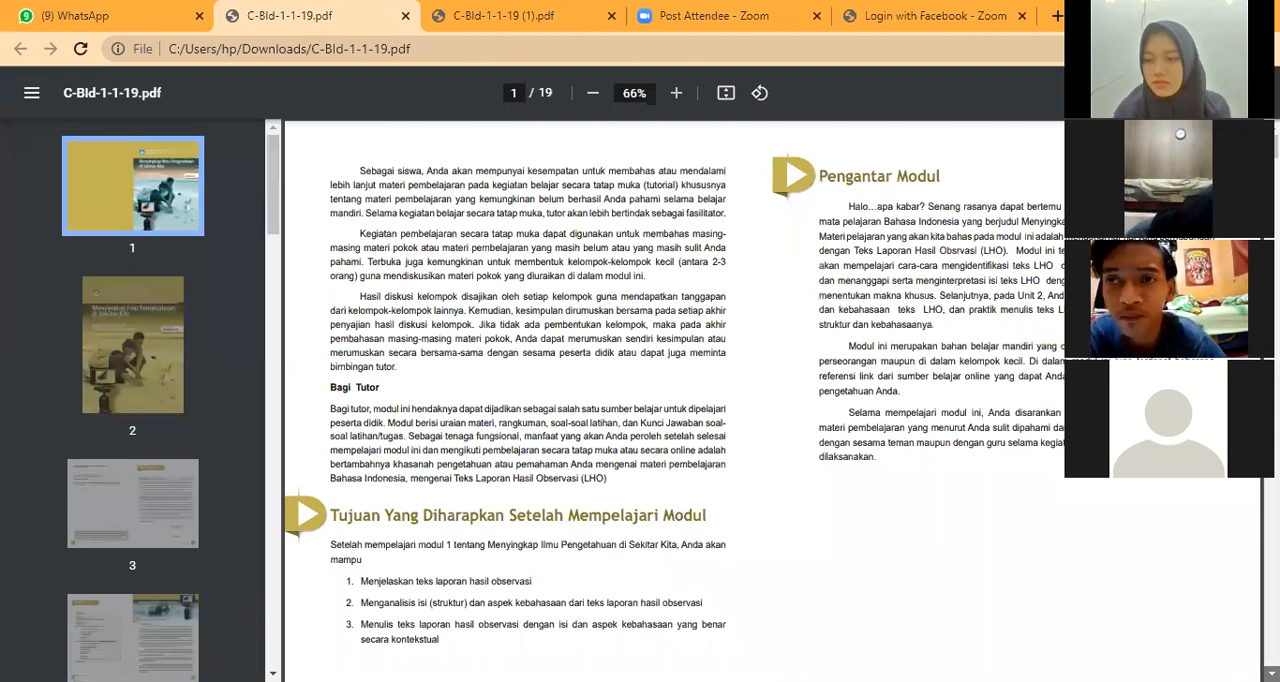 (9) WhatsApp
C-BId-1-1-19.pdf
C-BId-1-1-19 (1).pdf
Post Attendee - Zoom
Login with Facebook - Zoom
File
C:/Users/hp/Downloads/C-BId-1-1-19.pdf
C-BId-1-1-19.pdf
1 / 19
66%
1
2
3
Sebagai siswa, Anda akan mempunyai kesempatan untuk membahas atau mendalami
lebih lanjut materi pembelajaran pada kegiatan belajar secara tatap muka (tutorial) khususnya
tentang materi pembelajaran yang kemungkinan belum berhasil Anda pahami selama belajar
mandiri. Selama kegiatan belajar secara tatap muka, tutor akan lebih bertindak sebagai fasilitator.
Kegiatan pembelajaran secara tatap muka dapat digunakan untuk membahas masing-
masing materi pokok atau materi pembelajaran yang masih belum atau yang masih sulit Anda
pahami. Terbuka juga kemungkinan untuk membentuk kelompok-kelompok kecil (antara 2-3
orang) guna mendiskusikan materi pokok yang diuraikan di dalam modul ini.
Hasil diskusi kelompok disajikan oleh setiap kelompok guna mendapatkan tanggapan
dari kelompok-kelompok lainnya. Kemudian, kesimpulan dirumuskan bersama pada setiap akhir
penyajian hasil diskusi kelompok. Jika tidak ada pembentukan kelompok, maka pada akhir
pembahasan masing-masing materi pokok, Anda dapat merumuskan sendiri kesimpulan atau
merumuskan secara bersama-sama dengan sesama peserta didik atau dapat juga meminta
bimbingan tutor.
Bagi Tutor
Bagi tutor, modul ini hendaknya dapat dijadikan sebagai salah satu sumber belajar untuk dipelajari
peserta didik. Modul berisi uraian materi, rangkuman, soal-soal latihan, dan Kunci Jawaban soal-
soal latihan/tugas. Sebagai tenaga fungsional, manfaat yang akan Anda peroleh setelah selesai
mempelajari modul ini dan mengikuti pembelajaran secara tatap muka atau secara online adalah
bertambahnya khasanah pengetahuan atau pemahaman Anda mengenai materi pembelajaran
Bahasa Indonesia, mengenai Teks Laporan Hasil Observasi (LHO)
Tujuan Yang Diharapkan Setelah Mempelajari Modul
Setelah mempelajari modul 1 tentang Menyingkap Ilmu Pengetahuan di Sekitar Kita, Anda akan
mampu
1. Menjelaskan teks laporan hasil observasi
2. Menganalisis isi (struktur) dan aspek kebahasaan dari teks laporan hasil observasi
3. Menulis teks laporan hasil observasi dengan isi dan aspek kebahasaan yang benar
secara kontekstual
Pengantar Modul
Halo…apa kabar? Senang rasanya dapat bertemu
mata pelajaran Bahasa Indonesia yang berjudul Menyingka
Materi pelajaran yang akan kita bahas pada modul ini adalah
dengan Teks Laporan Hasil Obsrvasi (LHO). Modul ini te
akan mempelajari cara-cara mengidentifikasi teks LHO
dan menanggapi serta menginterpretasi isi teks LHO deng
menentukan makna khusus. Selanjutnya, pada Unit 2, And
dan kebahasaan teks LHO, dan praktik menulis teks L
struktur dan kebahasaanya.
Modul ini merupakan bahan belajar mandiri yang d
perseorangan maupun di dalam kelompok kecil. Di dalam
referensi link dari sumber belajar online yang dapat Anda
pengetahuan Anda.
Selama mempelajari modul ini, Anda disarankan
materi pembelajaran yang menurut Anda sulit dipahami da
dengan sesama teman maupun dengan guru selama kegiat
dilaksanakan.